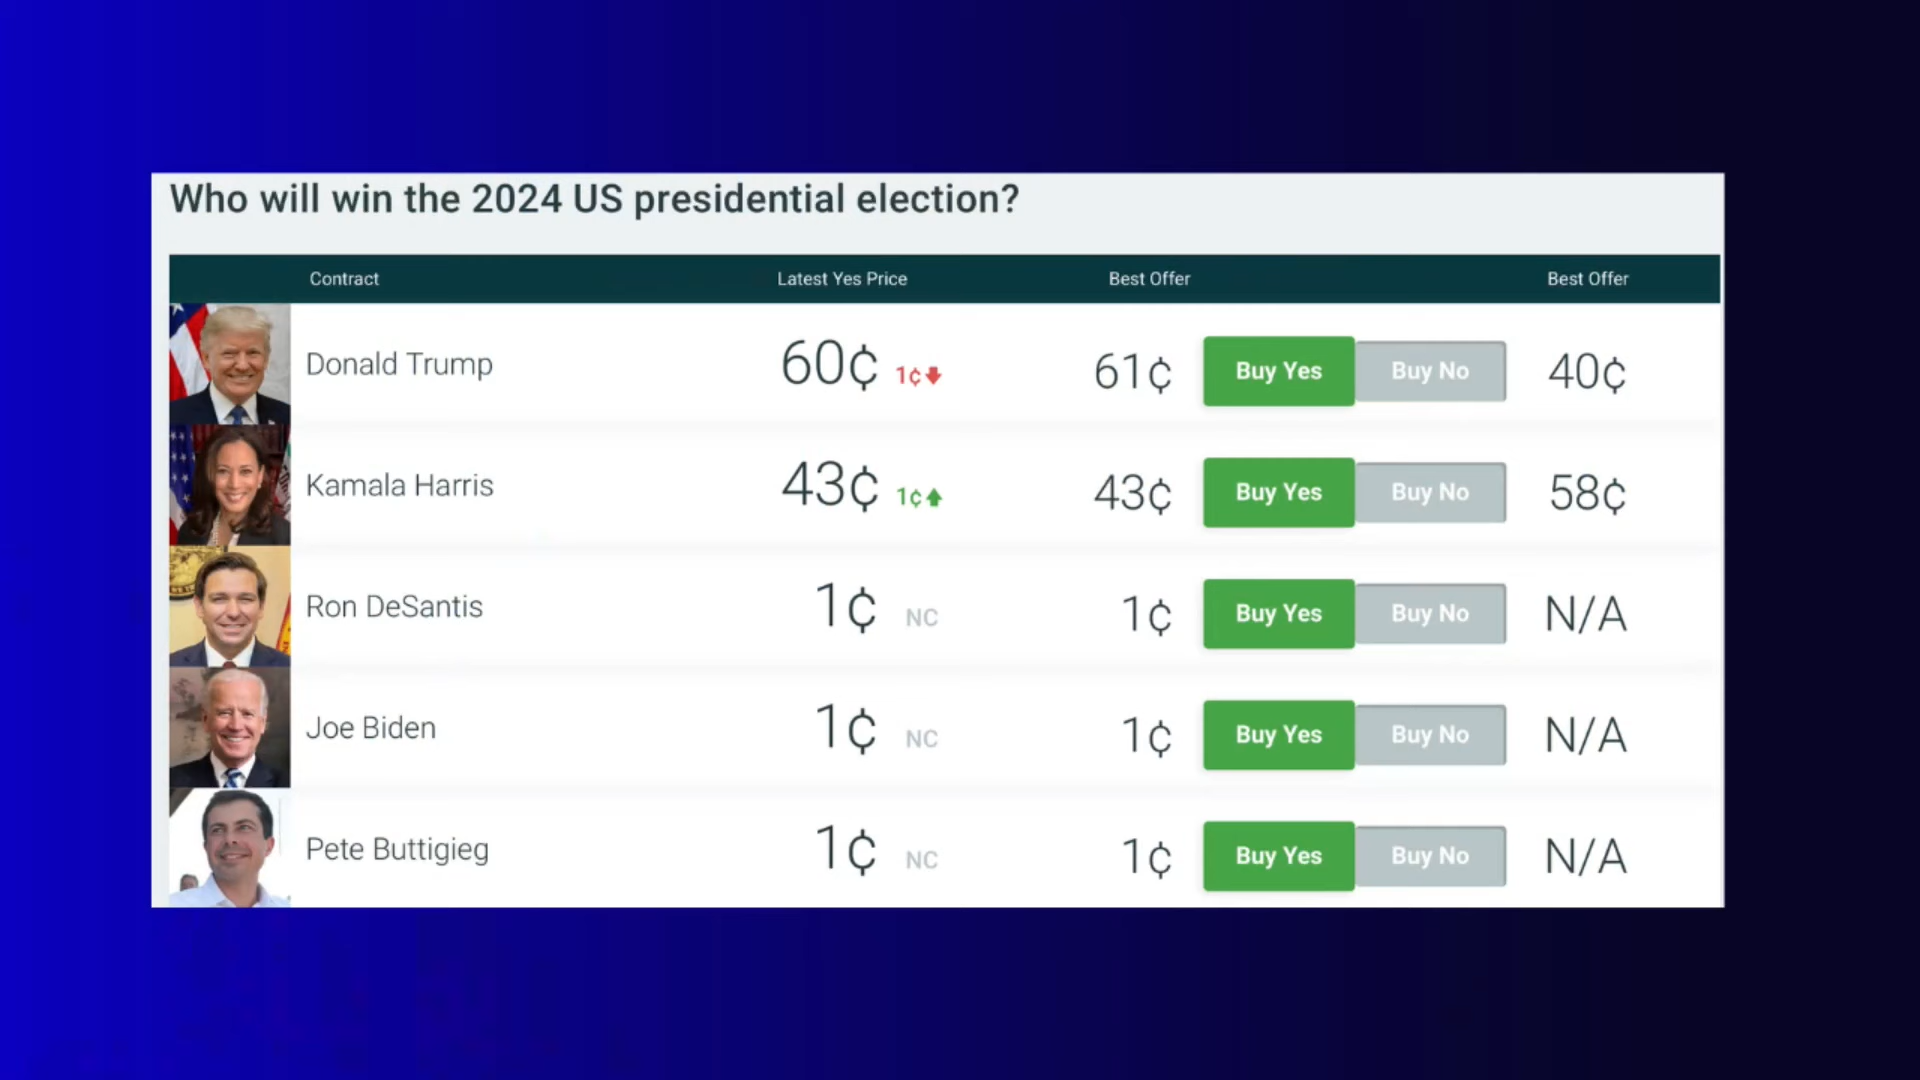 Who will win the 2024 US presidential election?
Contract Latest Yes Price Best Offer Best Offer
Donald Trump 60¢ 1¢ 61¢ Buy Yes Buy No 40¢
Kamala Harris 43¢ 1¢ 43¢ Buy Yes Buy No 58¢
Ron DeSantis 1¢ NC 1¢ Buy Yes Buy No N/A
Joe Biden 1¢ NC 1¢ Buy Yes Buy No N/A
Pete Buttigieg 1¢ NC 1¢ Buy Yes Buy No N/A